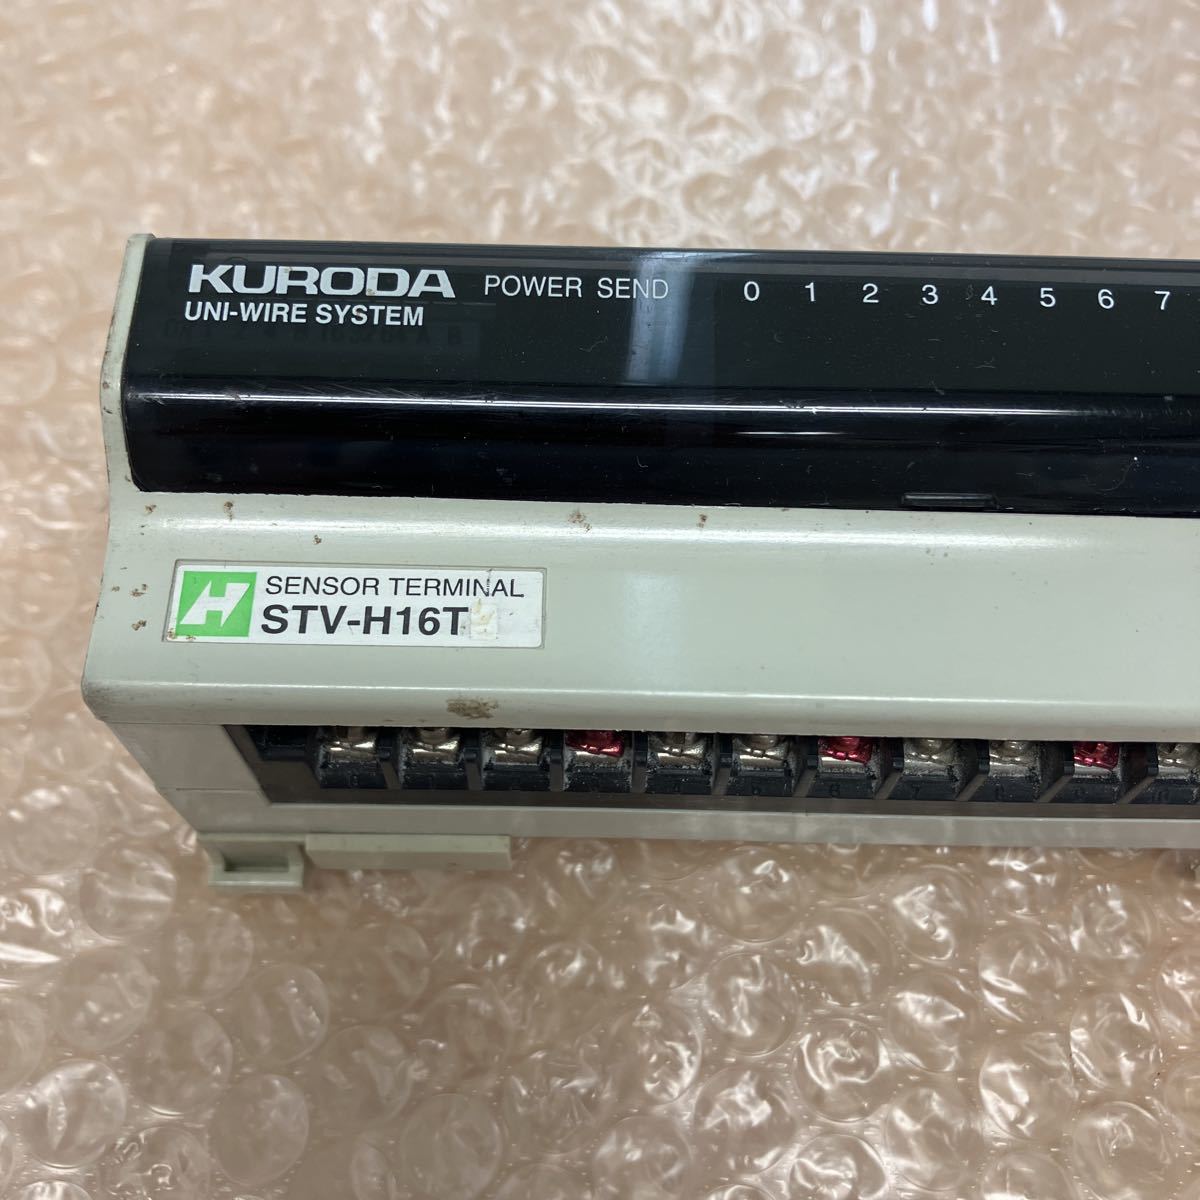 KURODA POWER SEND 0 1 2 3 4 5 6 7
UNI-WIRE SYSTEM
H SENSOR TERMINAL
STV-H16T